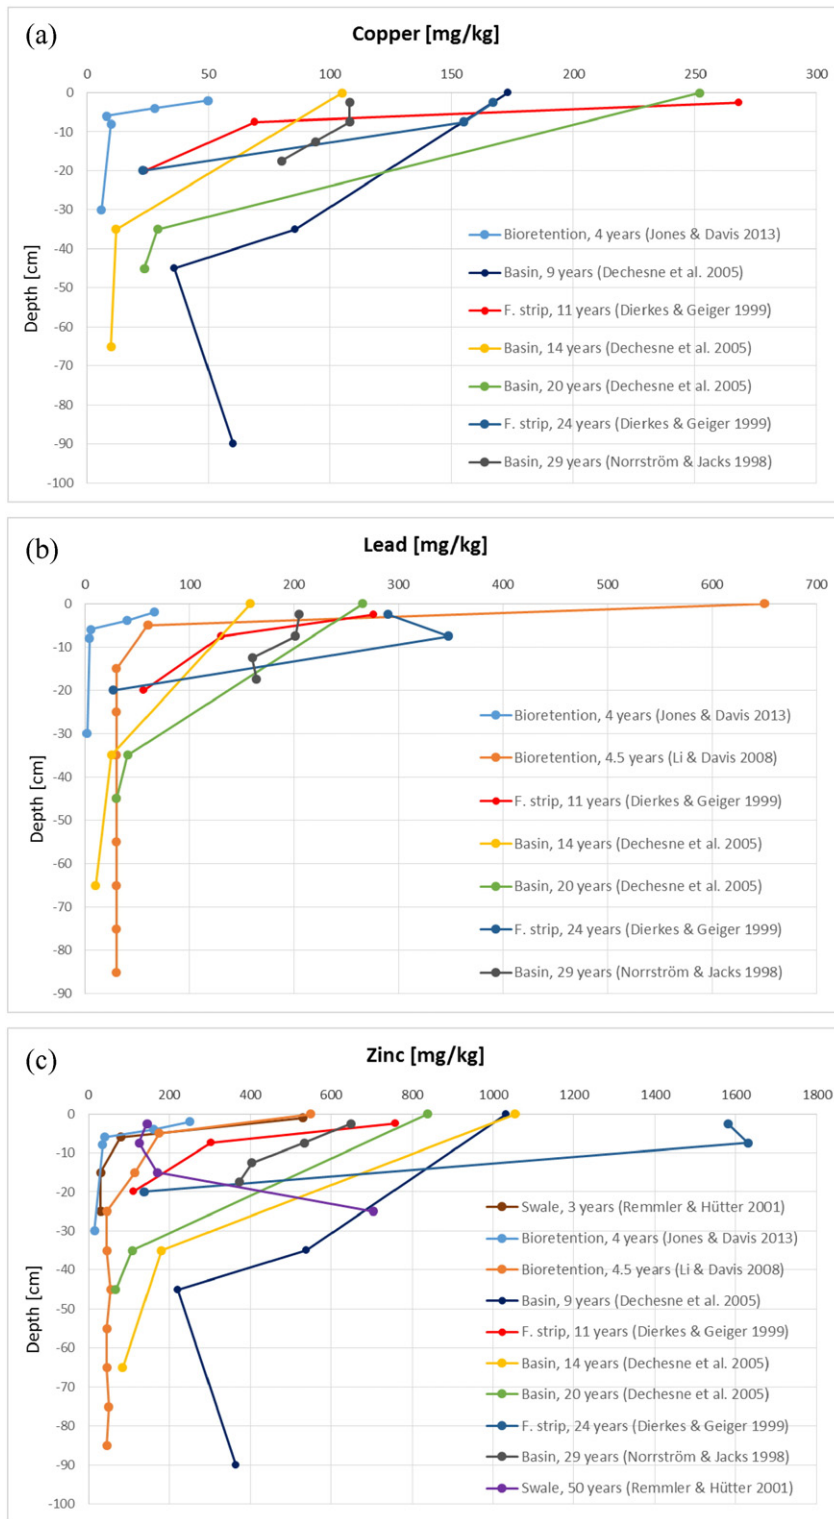 (a)
Copper [mg/kg]
0 50 100 150 200 250 300
0
-10
-20
-30
-40
-50
-60
-70
-80
-90
-100
Depth [cm]
Bioretention, 4 years (Jones & Davis 2013)
Basin, 9 years (Dechesne et al. 2005)
F. strip, 11 years (Dierkes & Geiger 1999)
Basin, 14 years (Dechesne et al. 2005)
Basin, 20 years (Dechesne et al. 2005)
F. strip, 24 years (Dierkes & Geiger 1999)
Basin, 29 years (Norrström & Jacks 1998)
(b)
Lead [mg/kg]
0 100 200 300 400 500 600 700
0
-10
-20
-30
-40
-50
-60
-70
-80
-90
Depth [cm]
Bioretention, 4 years (Jones & Davis 2013)
Bioretention, 4.5 years (Li & Davis 2008)
F. strip, 11 years (Dierkes & Geiger 1999)
Basin, 14 years (Dechesne et al. 2005)
Basin, 20 years (Dechesne et al. 2005)
F. strip, 24 years (Dierkes & Geiger 1999)
Basin, 29 years (Norrström & Jacks 1998)
(c)
Zinc [mg/kg]
0 200 400 600 800 1000 1200 1400 1600 1800
0
-10
-20
-30
-40
-50
-60
-70
-80
-90
-100
Depth [cm]
Swale, 3 years (Remmler & Hütter 2001)
Bioretention, 4 years (Jones & Davis 2013)
Bioretention, 4.5 years (Li & Davis 2008)
Basin, 9 years (Dechesne et al. 2005)
F. strip, 11 years (Dierkes & Geiger 1999)
Basin, 14 years (Dechesne et al. 2005)
Basin, 20 years (Dechesne et al. 2005)
F. strip, 24 years (Dierkes & Geiger 1999)
Basin, 29 years (Norrström & Jacks 1998)
Swale, 50 years (Remmler & Hütter 2001)